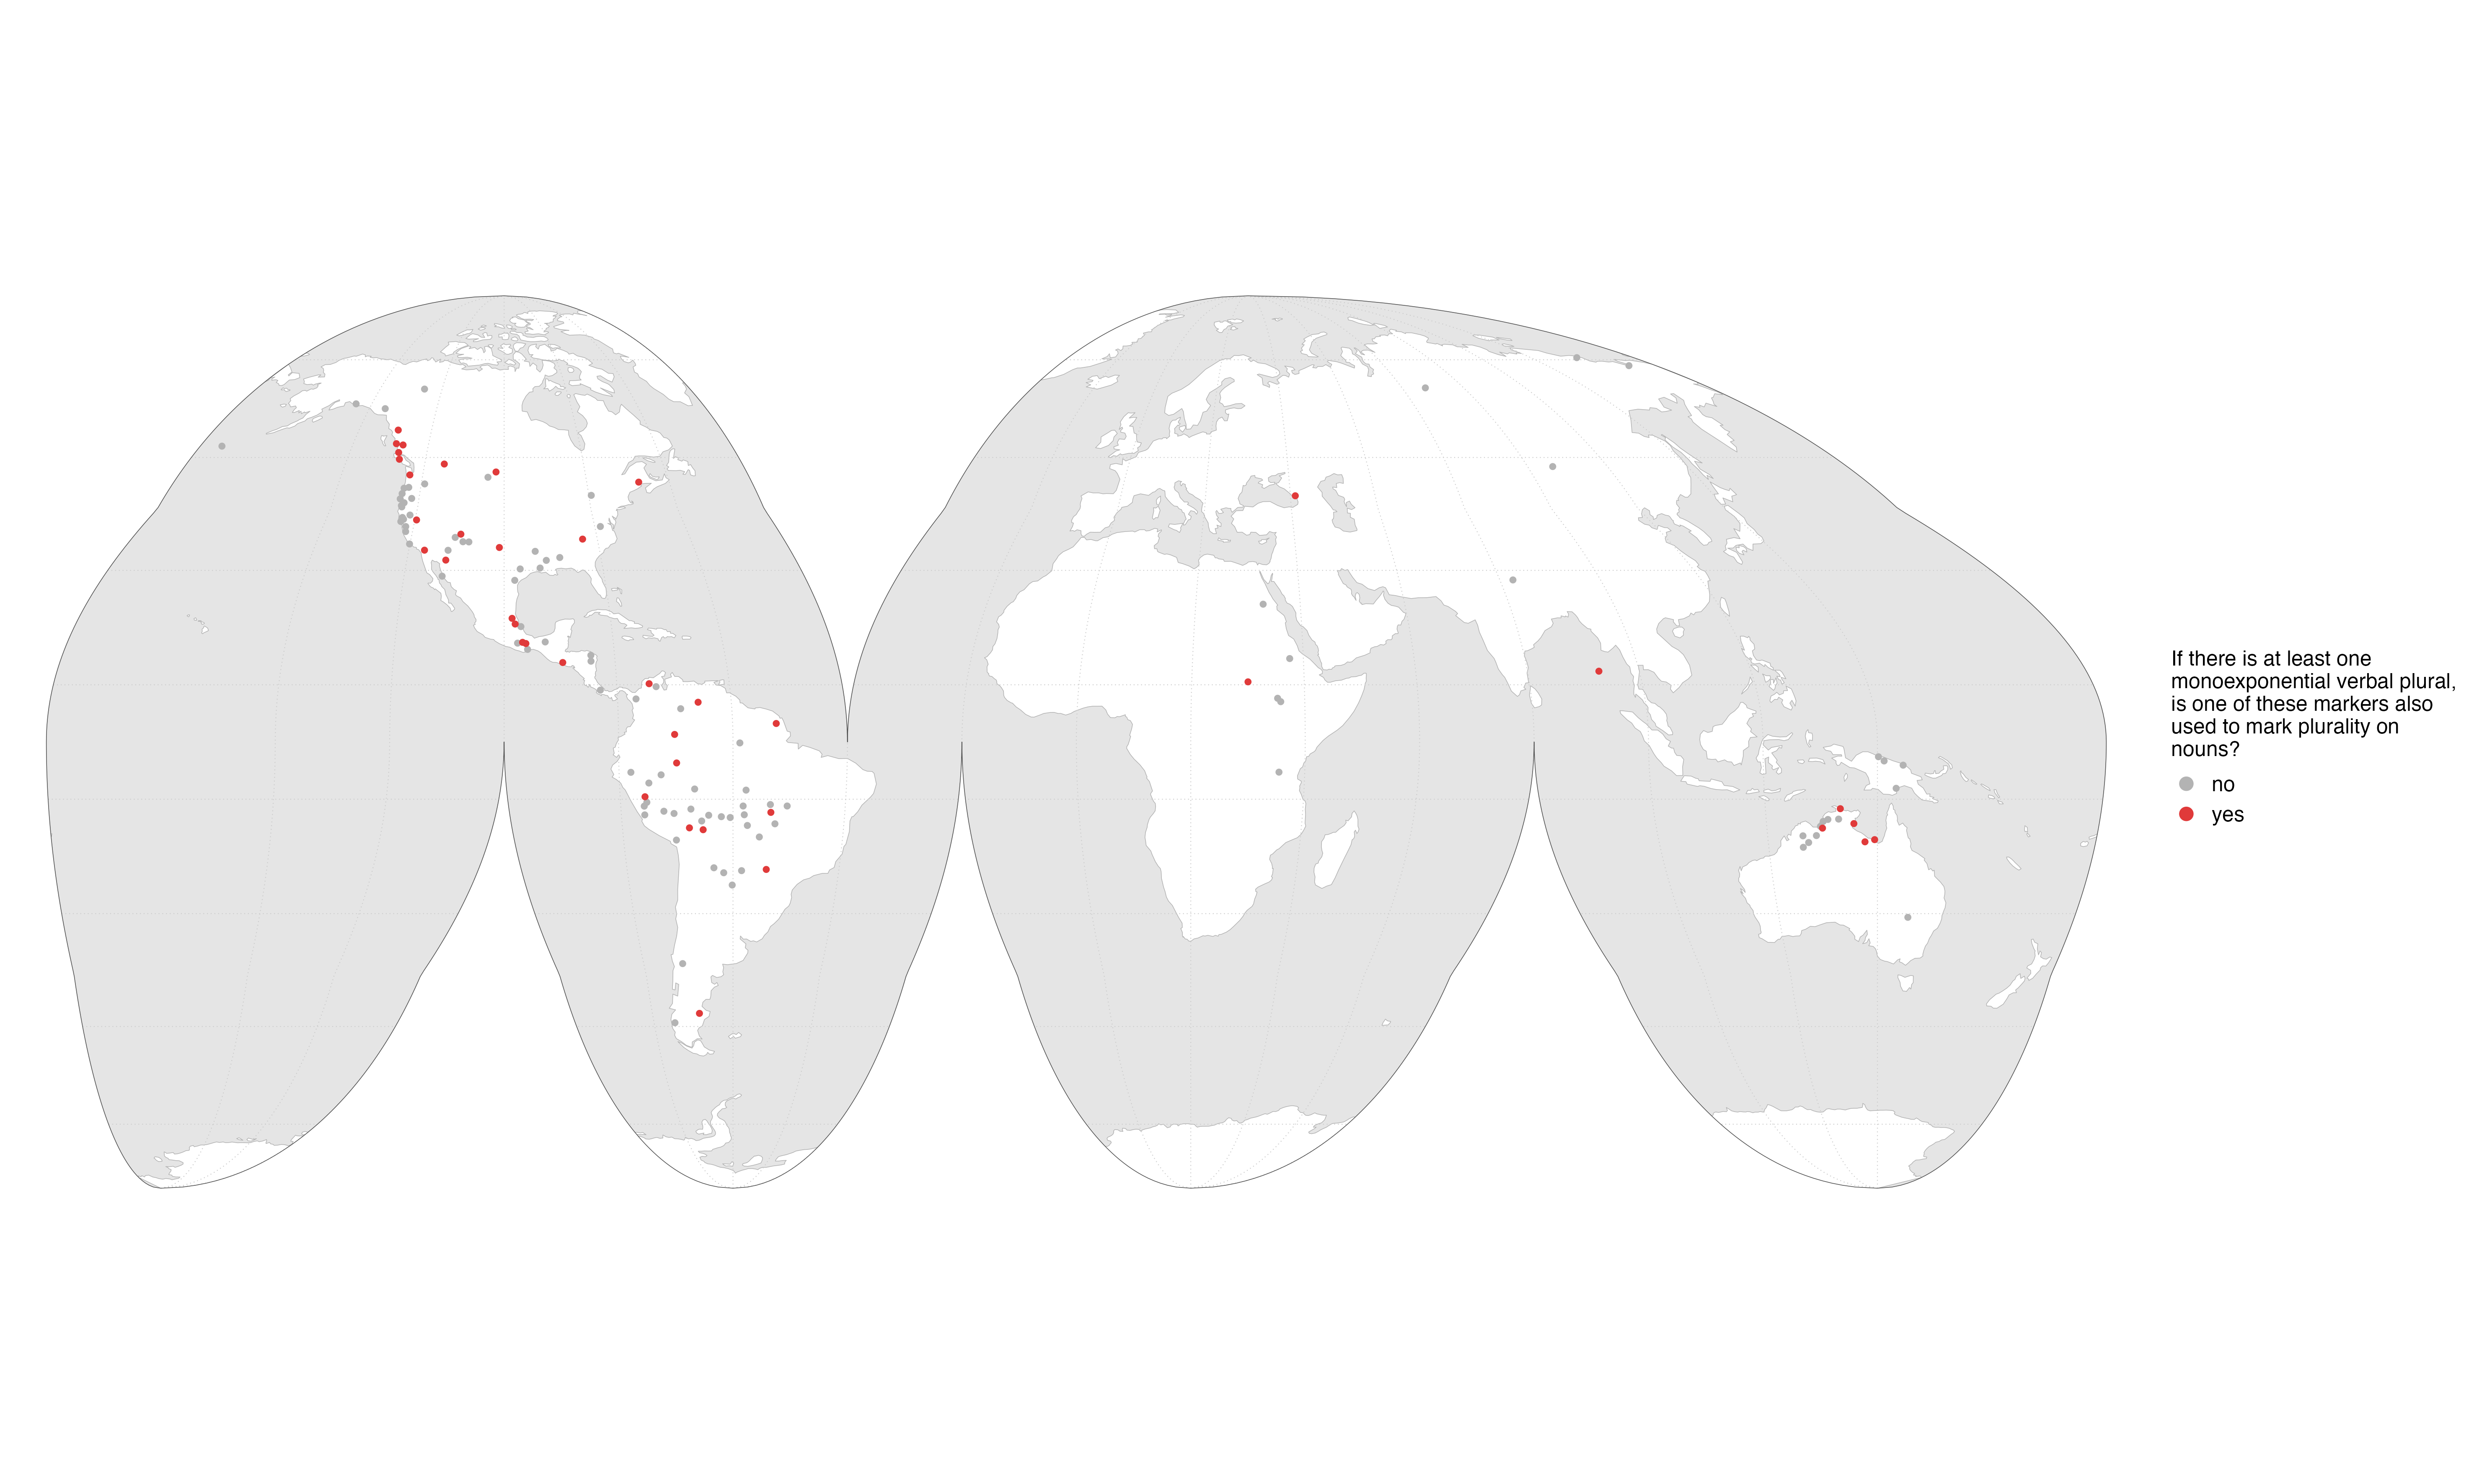 If there is at least one
monoexponential verbal plural,
is one of these markers also
used to mark plurality on
nouns?
no
yes